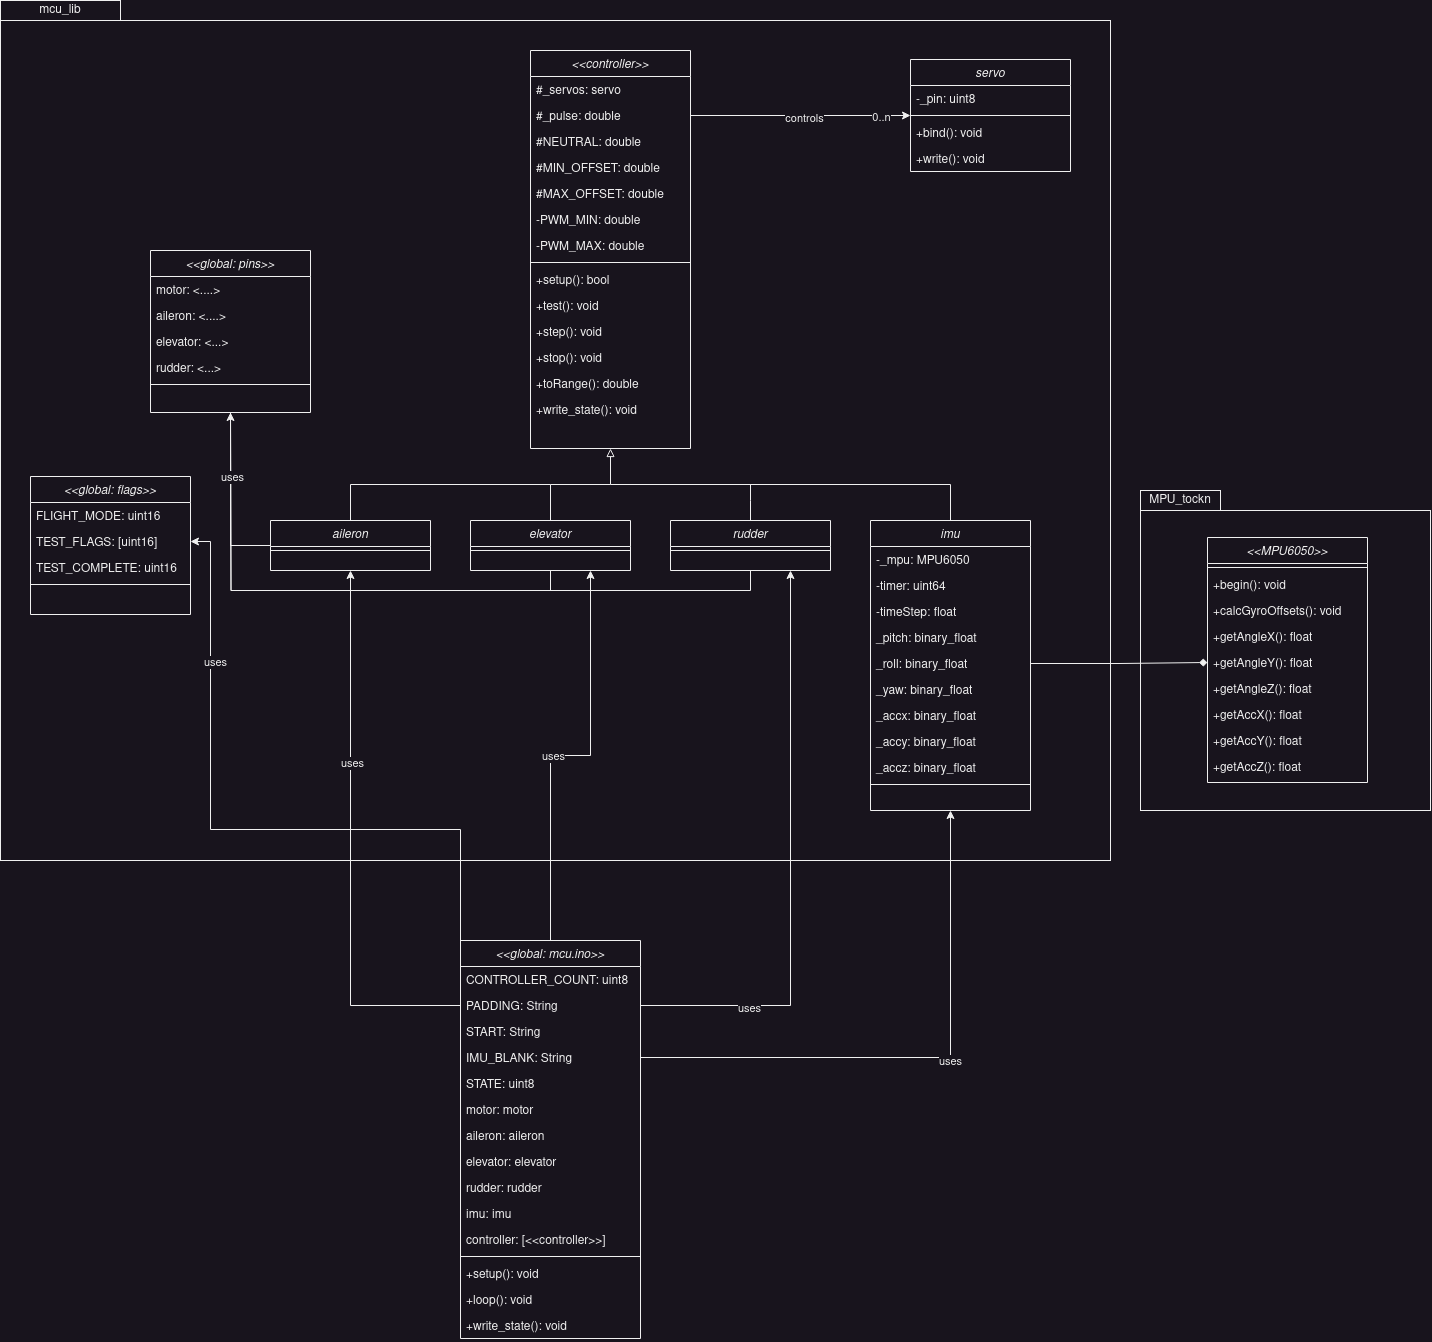 mcu_lib
<<controller>>
#_servos: servo
#_pulse: double
#NEUTRAL: double
#MIN_OFFSET: double
#MAX_OFFSET: double
-PWM_MIN: double
-PWM_MAX: double
+setup(): bool
+test(): void
+step(): void
+stop(): void
+toRange(): double
+write_state(): void
controls
0..n
servo
-_pin: uint8
+bind(): void
+write(): void
<<global: pins>>
motor: <....>
aileron: <....>
elevator: <...>
rudder: <...>
uses
<<global: flags>>
FLIGHT_MODE: uint16
TEST_FLAGS: [uint16]
TEST_COMPLETE: uint16
uses
aileron
elevator
rudder
imu
-_mpu: MPU6050
-timer: uint64
-timeStep: float
_pitch: binary_float
_roll: binary_float
_yaw: binary_float
_accx: binary_float
_accy: binary_float
_accz: binary_float
MPU_tockn
<<MPU6050>>
+begin(): void
+calcGyroOffsets(): void
+getAngleX(): float
+getAngleY(): float
+getAngleZ(): float
+getAccX(): float
+getAccY(): float
+getAccZ(): float
uses
uses
uses
uses
<<global: mcu.ino>>
CONTROLLER_COUNT: uint8
PADDING: String
START: String
IMU_BLANK: String
STATE: uint8
motor: motor
aileron: aileron
elevator: elevator
rudder: rudder
imu: imu
controller: [<<controller>>]
+setup(): void
+loop(): void
+write_state(): void